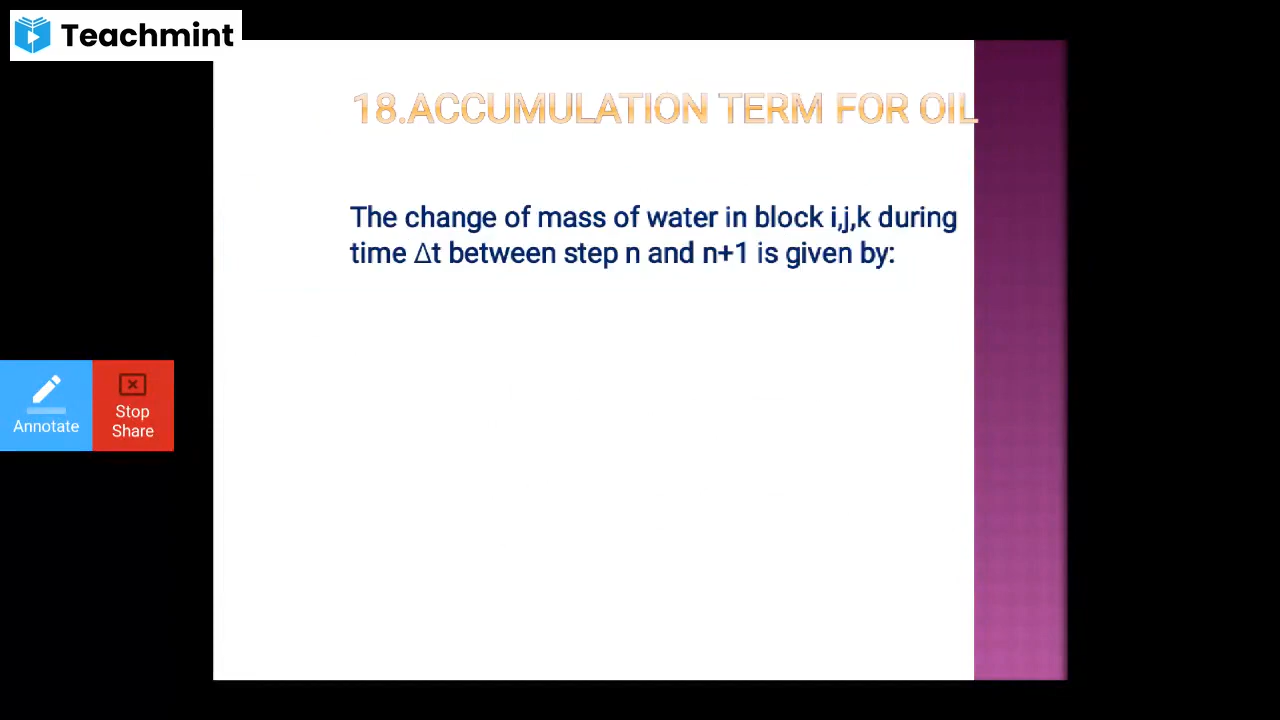 Teachmint
18.ACCUMULATION TERM FOR OIL
The change of mass of water in block i,j,k during
time Δt between step n and n+1 is given by:
Annotate
Stop
Share